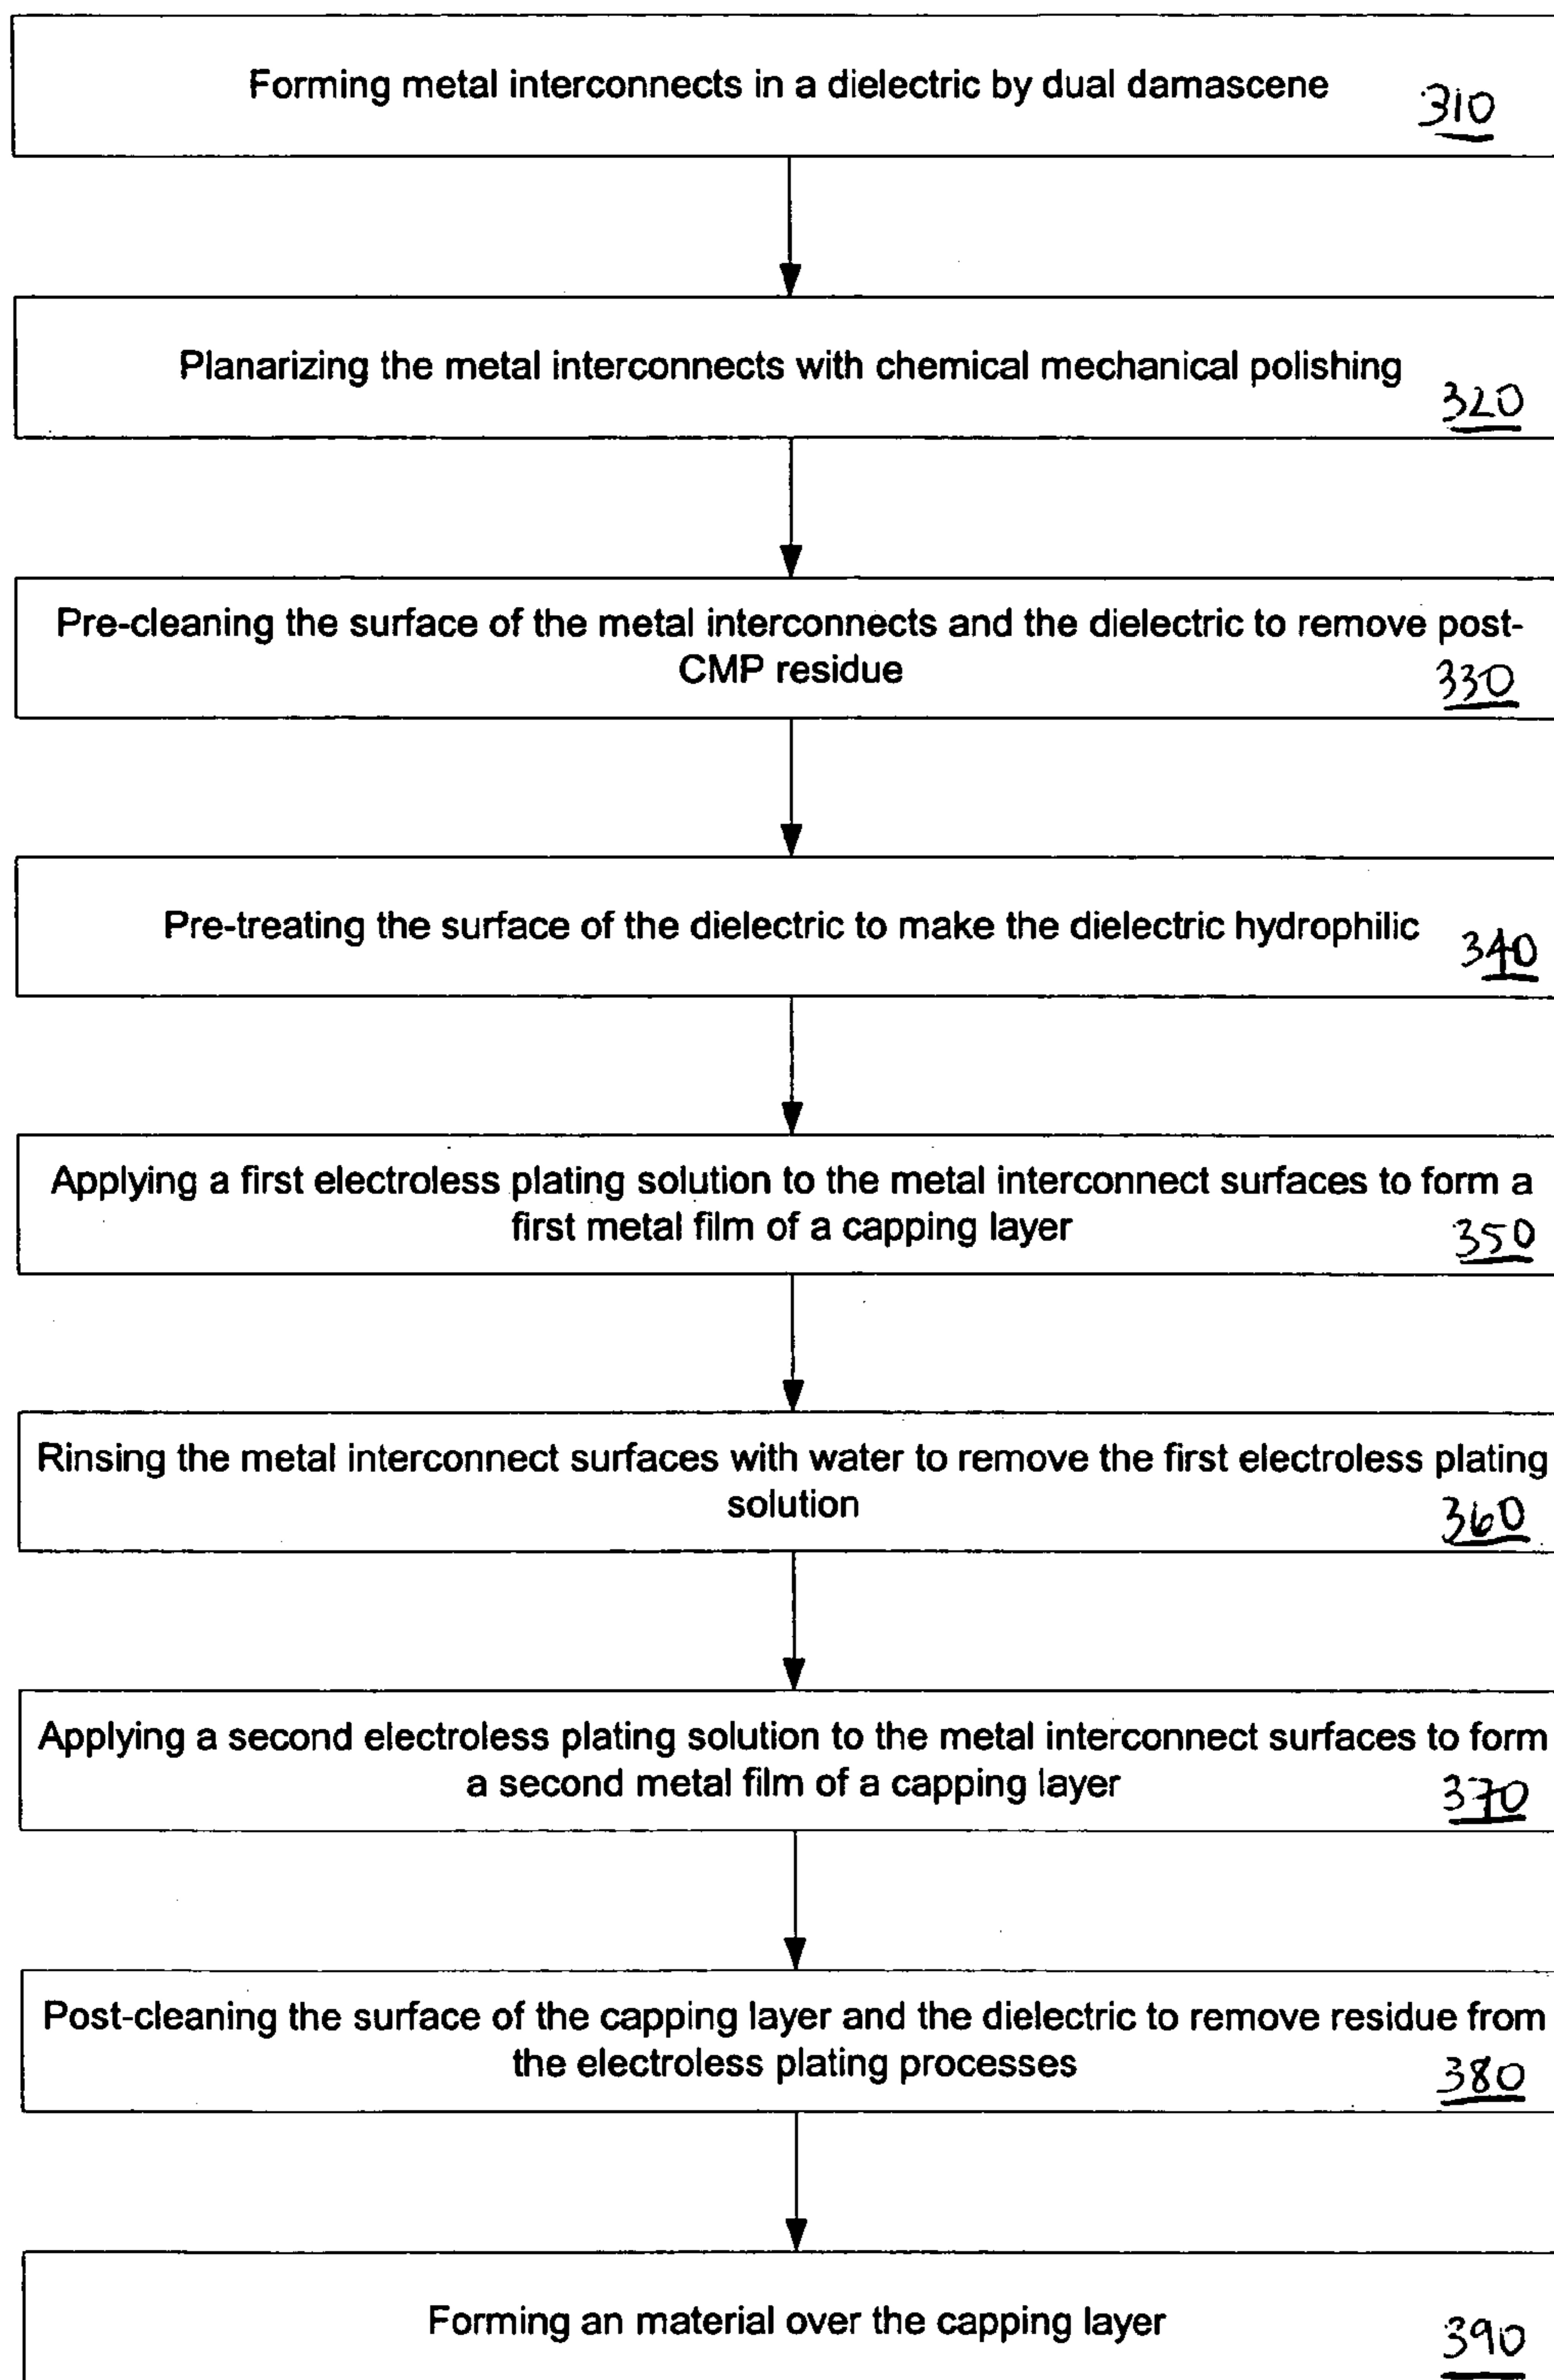 Forming metal interconnects in a dielectric by dual damascene
310
Planarizing the metal interconnects with chemical mechanical polishing
320
Pre-cleaning the surface of the metal interconnects and the dielectric to remove post-
CMP residue
330
Pre-treating the surface of the dielectric to make the dielectric hydrophilic
340
Applying a first electroless plating solution to the metal interconnect surfaces to form a
first metal film of a capping layer
350
Rinsing the metal interconnect surfaces with water to remove the first electroless plating
solution
360
Applying a second electroless plating solution to the metal interconnect surfaces to form
a second metal film of a capping layer
370
Post-cleaning the surface of the capping layer and the dielectric to remove residue from
the electroless plating processes
380
Forming an material over the capping layer
390